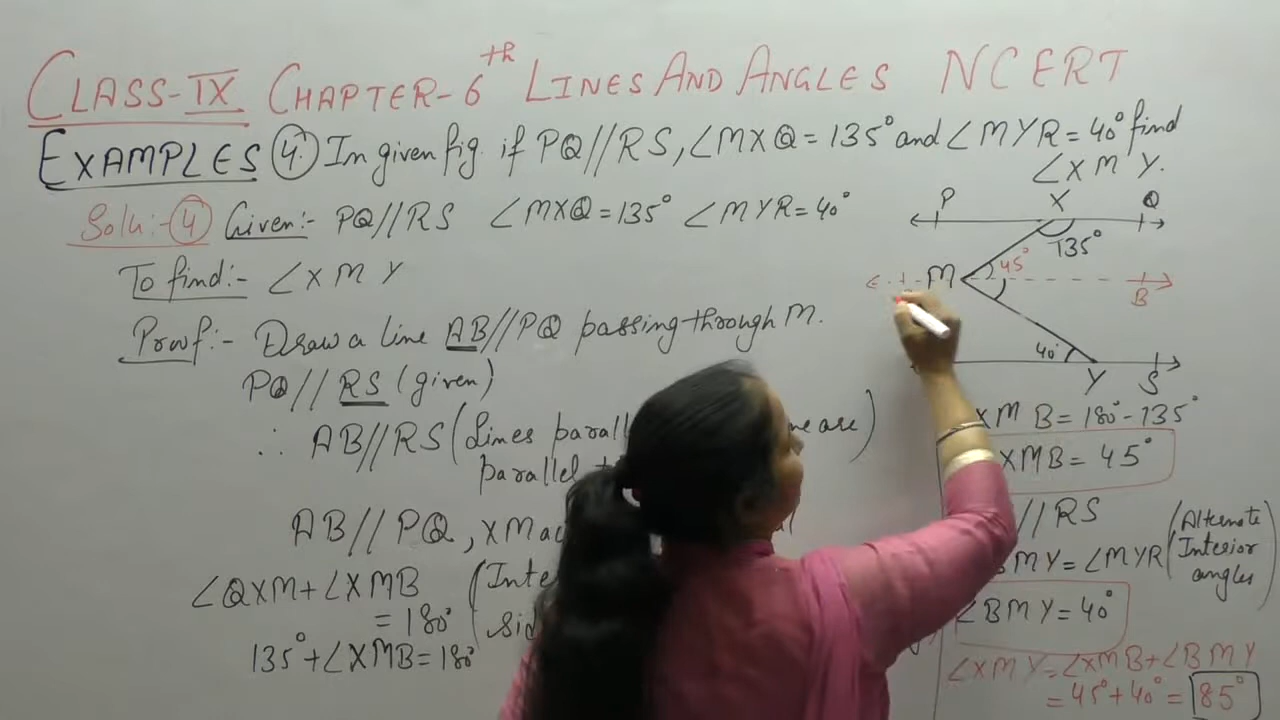 CLASS-IX CHAPTER-6th LINES AND ANGLES NCERT
EXAMPLES (4.) In given fig. if PQ//RS, ∠MXQ = 135° and ∠MYR = 40° find
∠XMY.
Soln:- (4) Given:- PQ//RS ∠MXQ = 135° ∠MYR = 40°
To find:- ∠XMY
Proof:- Draw a line AB//PQ passing through M.
PQ//RS (given)
∴ AB//RS (Lines are)
parallel
AB//PQ, XM
∠QXM + ∠XMB
= 180°
135° + ∠XMB = 180°
P X Q
135°
M 45°
B
40°
Y S
XMB = 180° - 135°
XMB = 45°
//RS (Alternate
BMY = ∠MYR Interior
angles)
∠BMY = 40°
∠XMY = ∠XMB + ∠BMY
= 45° + 40° = 85°